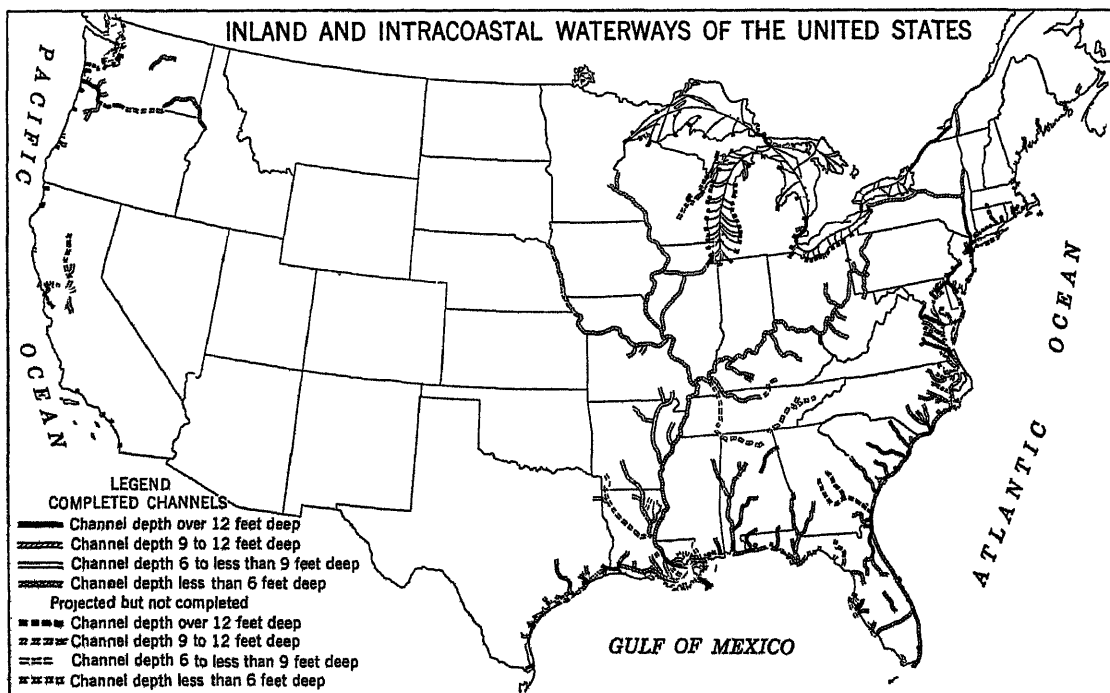 INLAND AND INTRACOASTAL WATERWAYS OF THE UNITED STATES
PACIFIC
OCEAN
ATLANTIC OCEAN
GULF OF MEXICO
LEGEND
COMPLETED CHANNELS
Channel depth over 12 feet deep
Channel depth 9 to 12 feet deep
Channel depth 6 to less than 9 feet deep
Channel depth less than 6 feet deep
Projected but not completed
Channel depth over 12 feet deep
Channel depth 9 to 12 feet deep
Channel depth 6 to less than 9 feet deep
Channel depth less than 6 feet deep